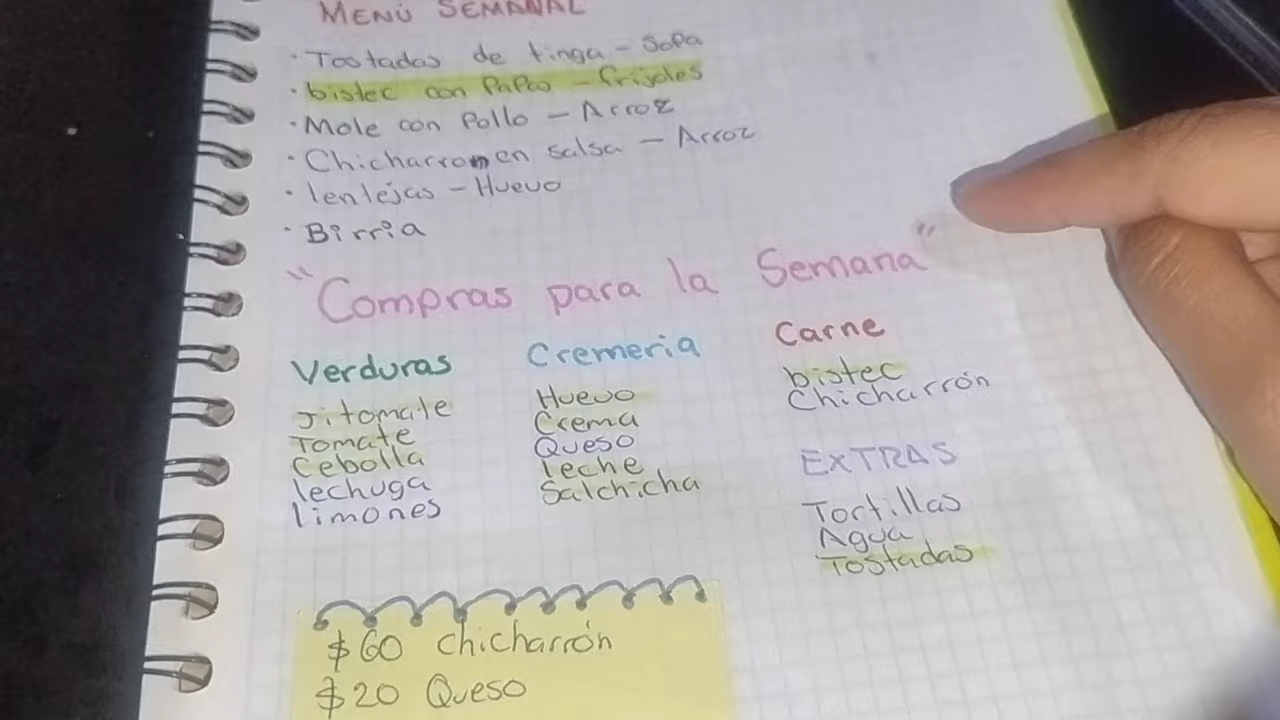 MENÚ SEMANAL
· Tostadas de tinga - Sopa
· bistec con Papas - frijoles
· Mole con Pollo - Arroz
· Chicharron en salsa - Arroz
· lentejas - Huevo
· Birria
"Compras para la Semana"
Verduras
Jitomate
Tomate
Cebolla
lechuga
limones
Cremeria
Huevo
Crema
Queso
leche
Salchicha
Carne
bistec
Chicharrón
EXTRAS
Tortillas
Agua
Tostadas
$60 Chicharrón
$20 Queso